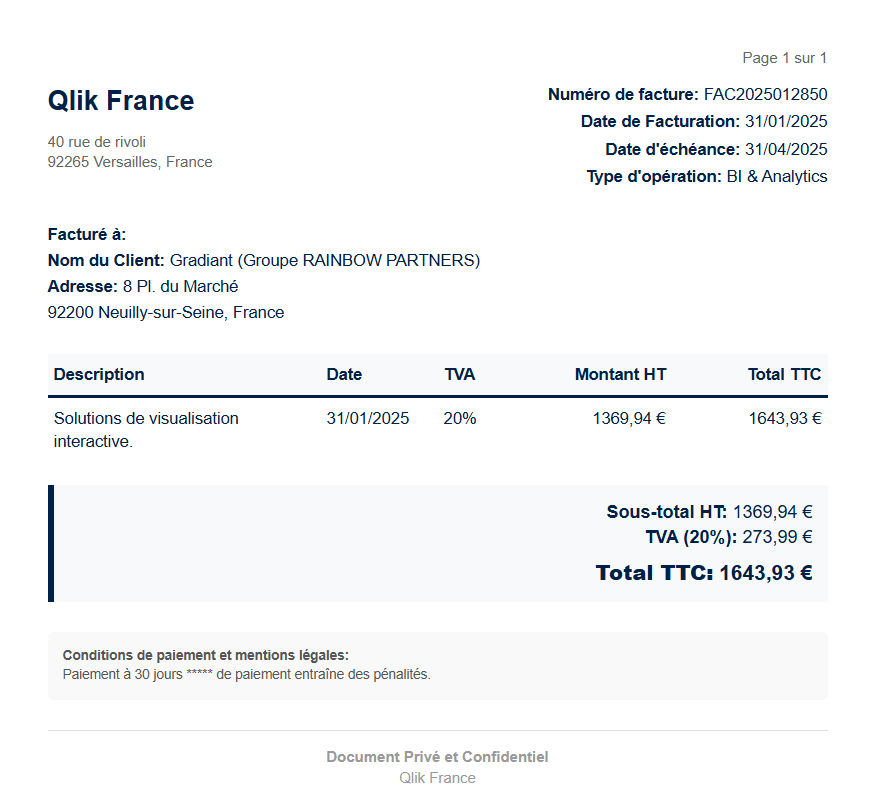 Page 1 sur 1
Qlik France
40 rue de rivoli
92265 Versailles, France
Numéro de facture: FAC2025012850
Date de Facturation: 31/01/2025
Date d'échéance: 31/04/2025
Type d'opération: BI & Analytics
Facturé à:
Nom du Client: Gradiant (Groupe RAINBOW PARTNERS)
Adresse: 8 Pl. du Marché
92200 Neuilly-sur-Seine, France
Description Date TVA Montant HT Total TTC
Solutions de visualisation 31/01/2025 20% 1369,94 € 1643,93 €
interactive.
Sous-total HT: 1369,94 €
TVA (20%): 273,99 €
Total TTC: 1643,93 €
Conditions de paiement et mentions légales:
Paiement à 30 jours ***** de paiement entraîne des pénalités.
Document Privé et Confidentiel
Qlik France